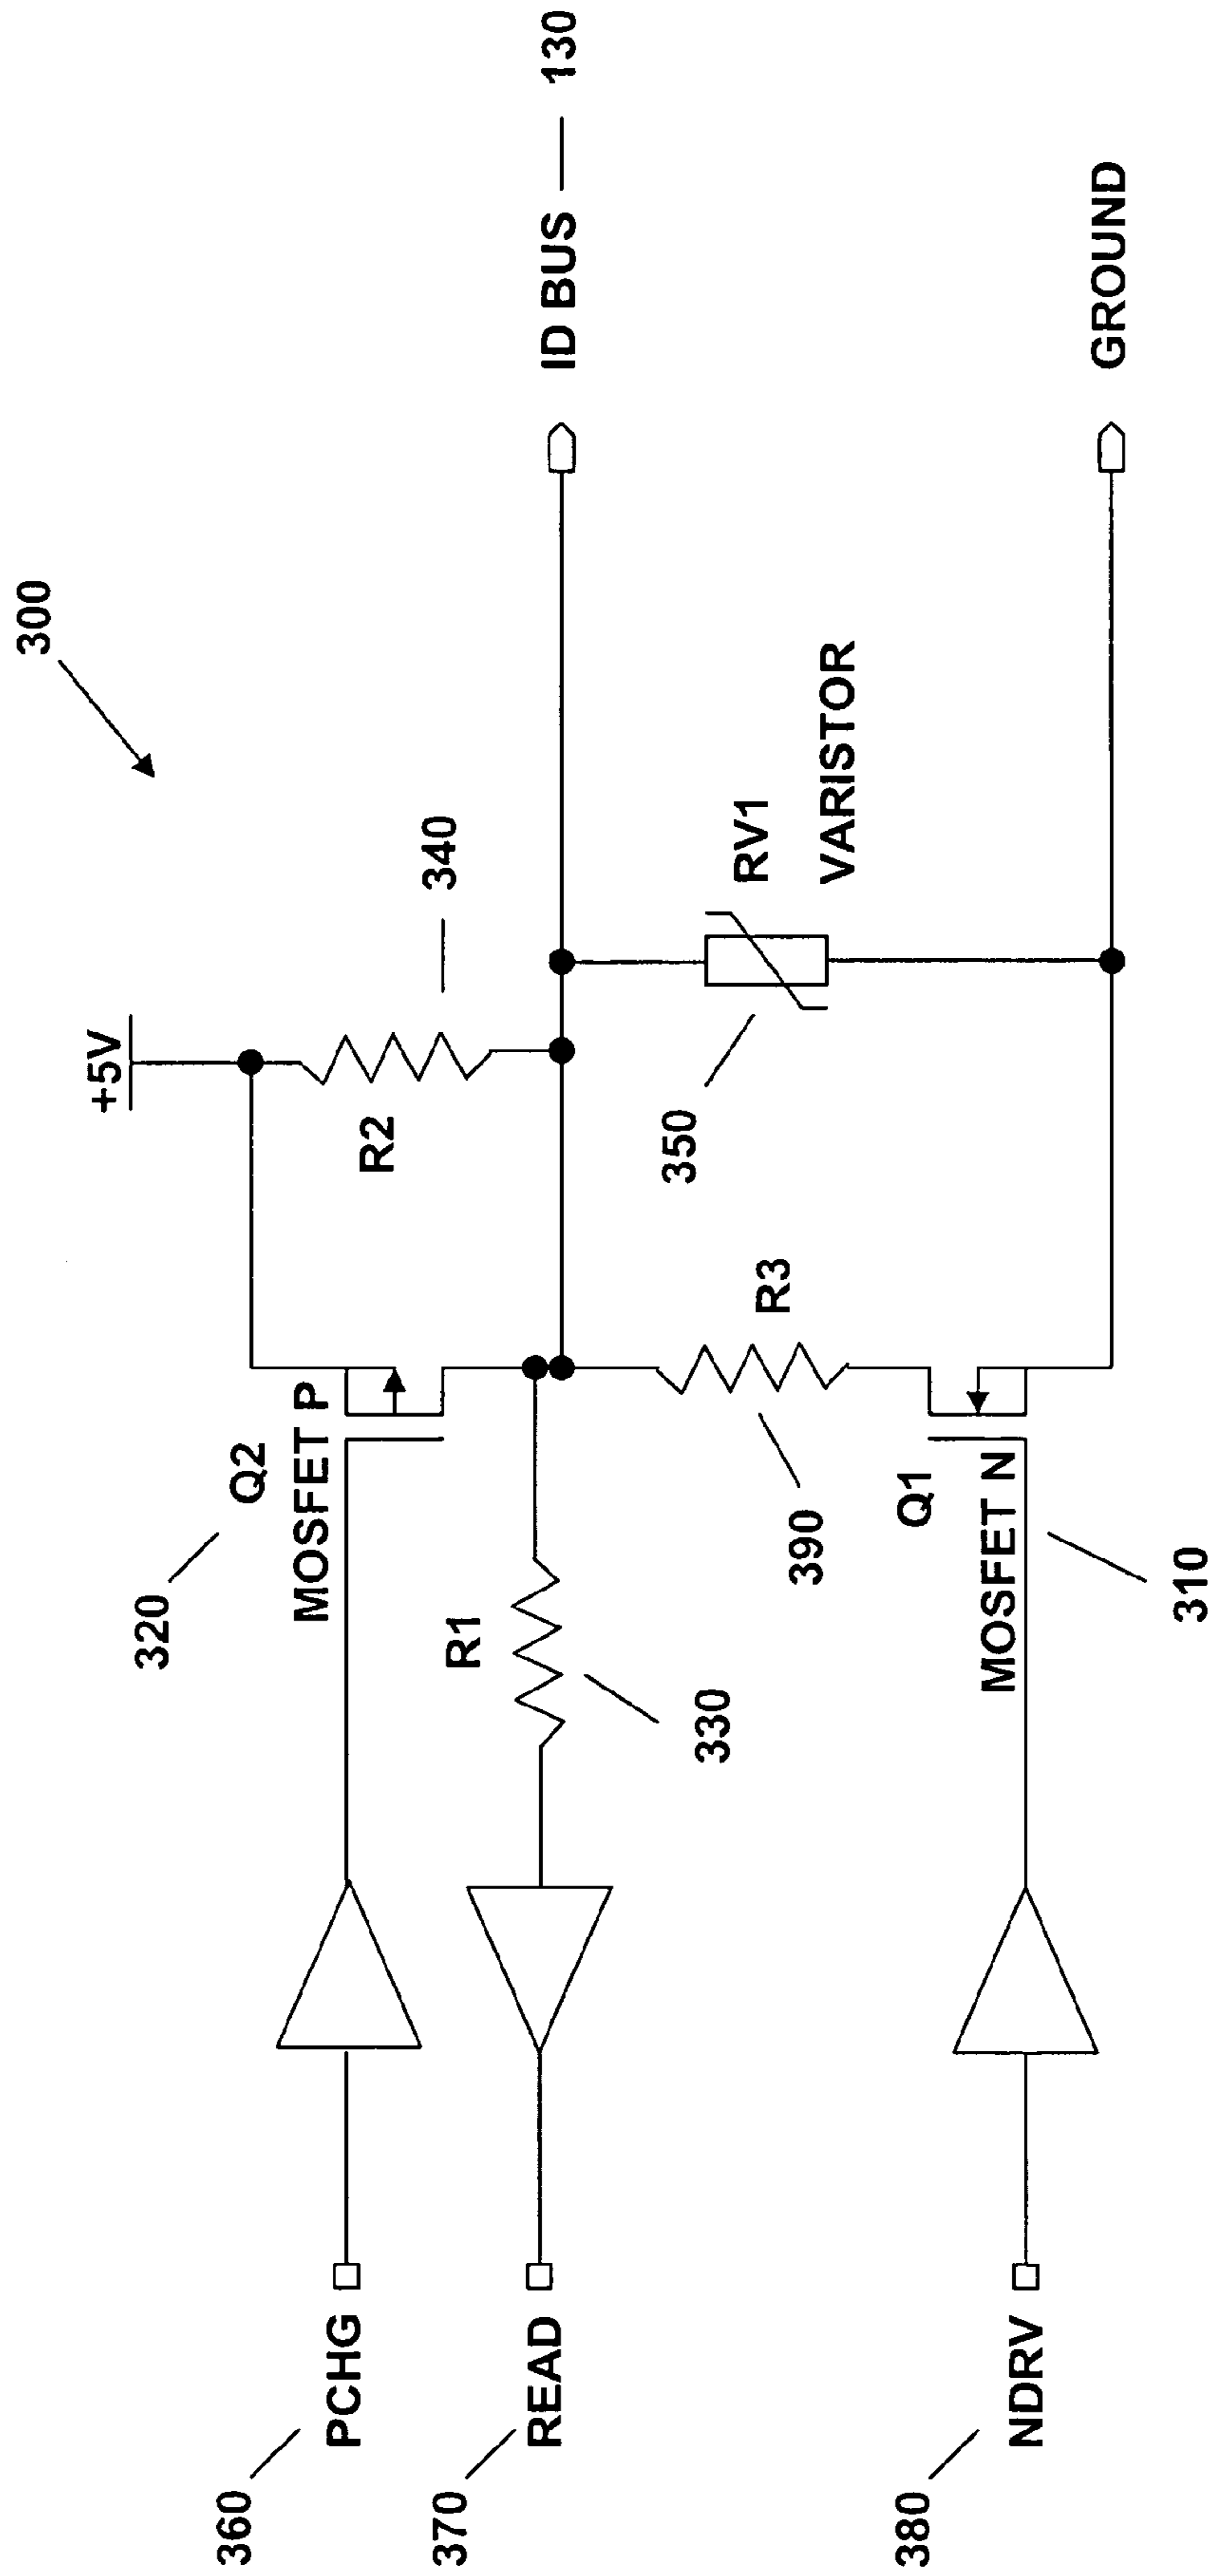 300
+5V
320
Q2
MOSFET P
R2
340
360
PCHG
R1
370
READ
330
ID BUS
130
350
RV1
VARISTOR
R3
390
Q1
380
NDRV
MOSFET N
310
GROUND